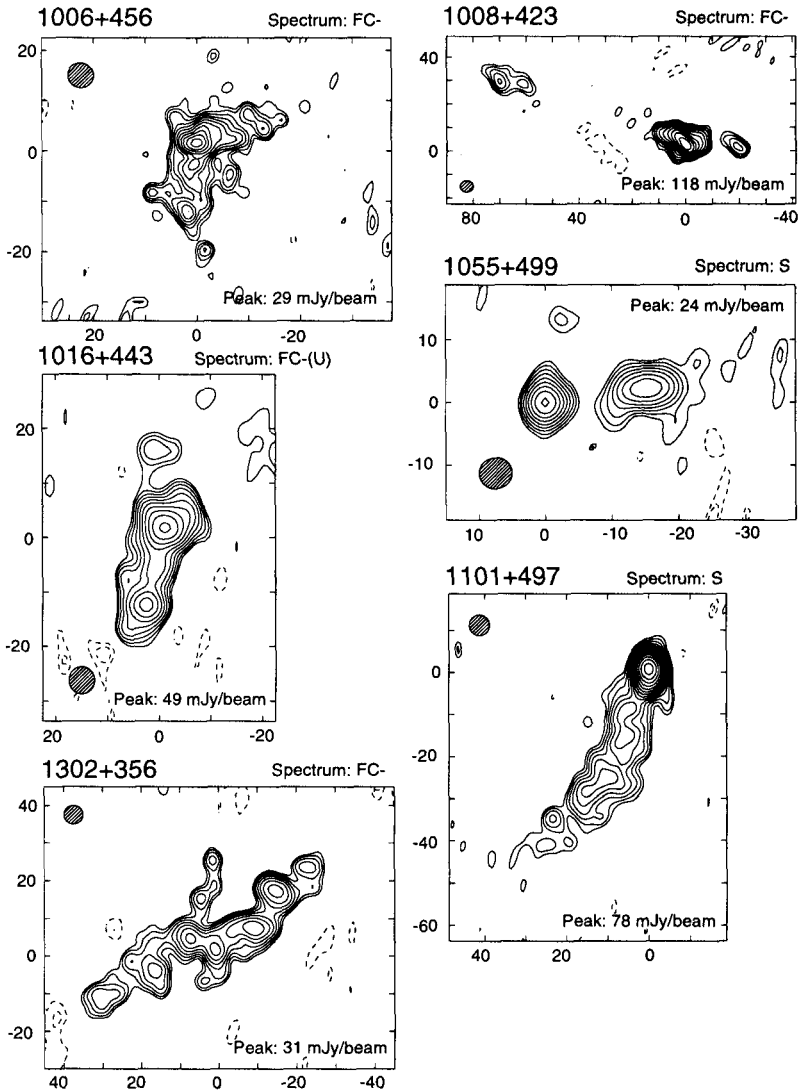 1006+456 Spectrum: FC-
20
0
-20
Peak: 29 mJy/beam
20 0 -20
1016+443 Spectrum: FC-(U)
20
0
-20
Peak: 49 mJy/beam
20 0 -20
1302+356 Spectrum: FC-
40
20
0
-20
Peak: 31 mJy/beam
40 20 0 -20 -40
1008+423 Spectrum: FC-
40
20
0
Peak: 118 mJy/beam
80 40 0 -40
1055+499 Spectrum: S
Peak: 24 mJy/beam
10
0
-10
10 0 -10 -20 -30
1101+497 Spectrum: S
0
-20
-40
-60
Peak: 78 mJy/beam
40 20 0